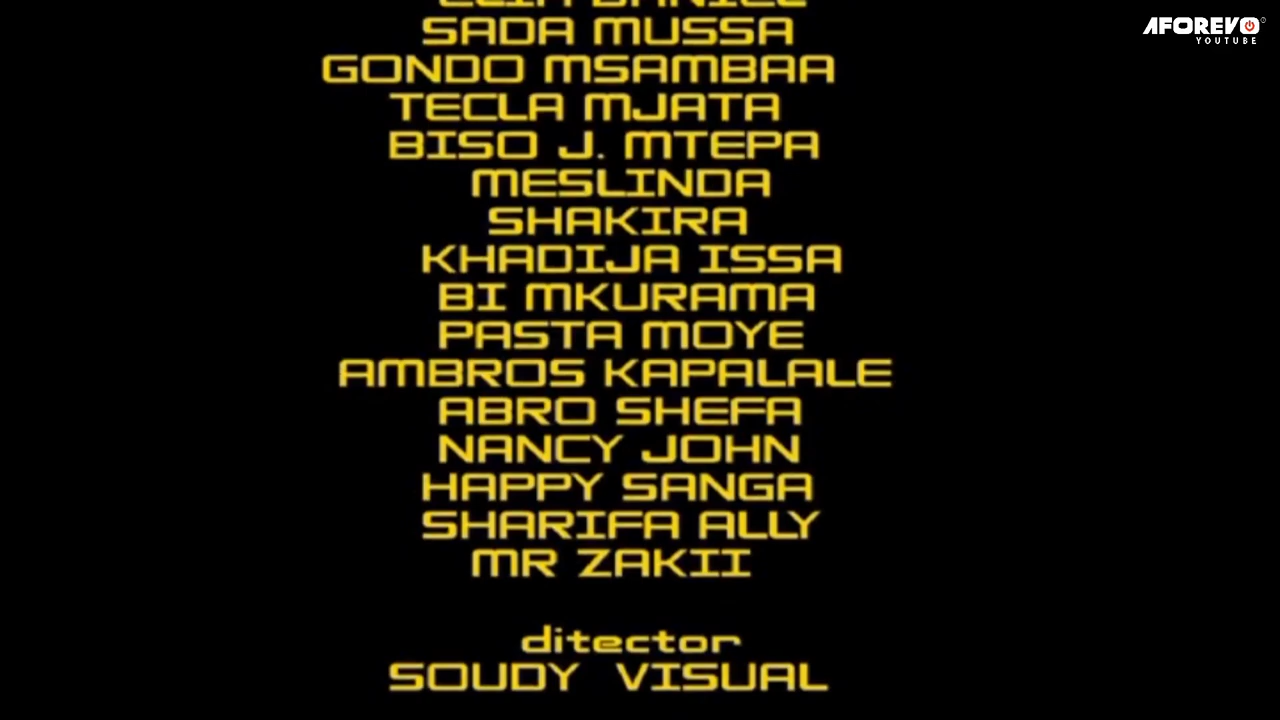 DANIEL
SADA MUSSA
GONDO MSAMBAA
TECLA MJATA
BISO J. MTEPA
MESLINDA
SHAKIRA
KHADIJA ISSA
BI MKURAMA
PASTA MOYE
AMBROS KAPALALE
ABRO SHEFA
NANCY JOHN
HAPPY SANGA
SHARIFA ALLY
MR ZAKII
ditector
SOUDY VISUAL
AFOREVO
YOUTUBE